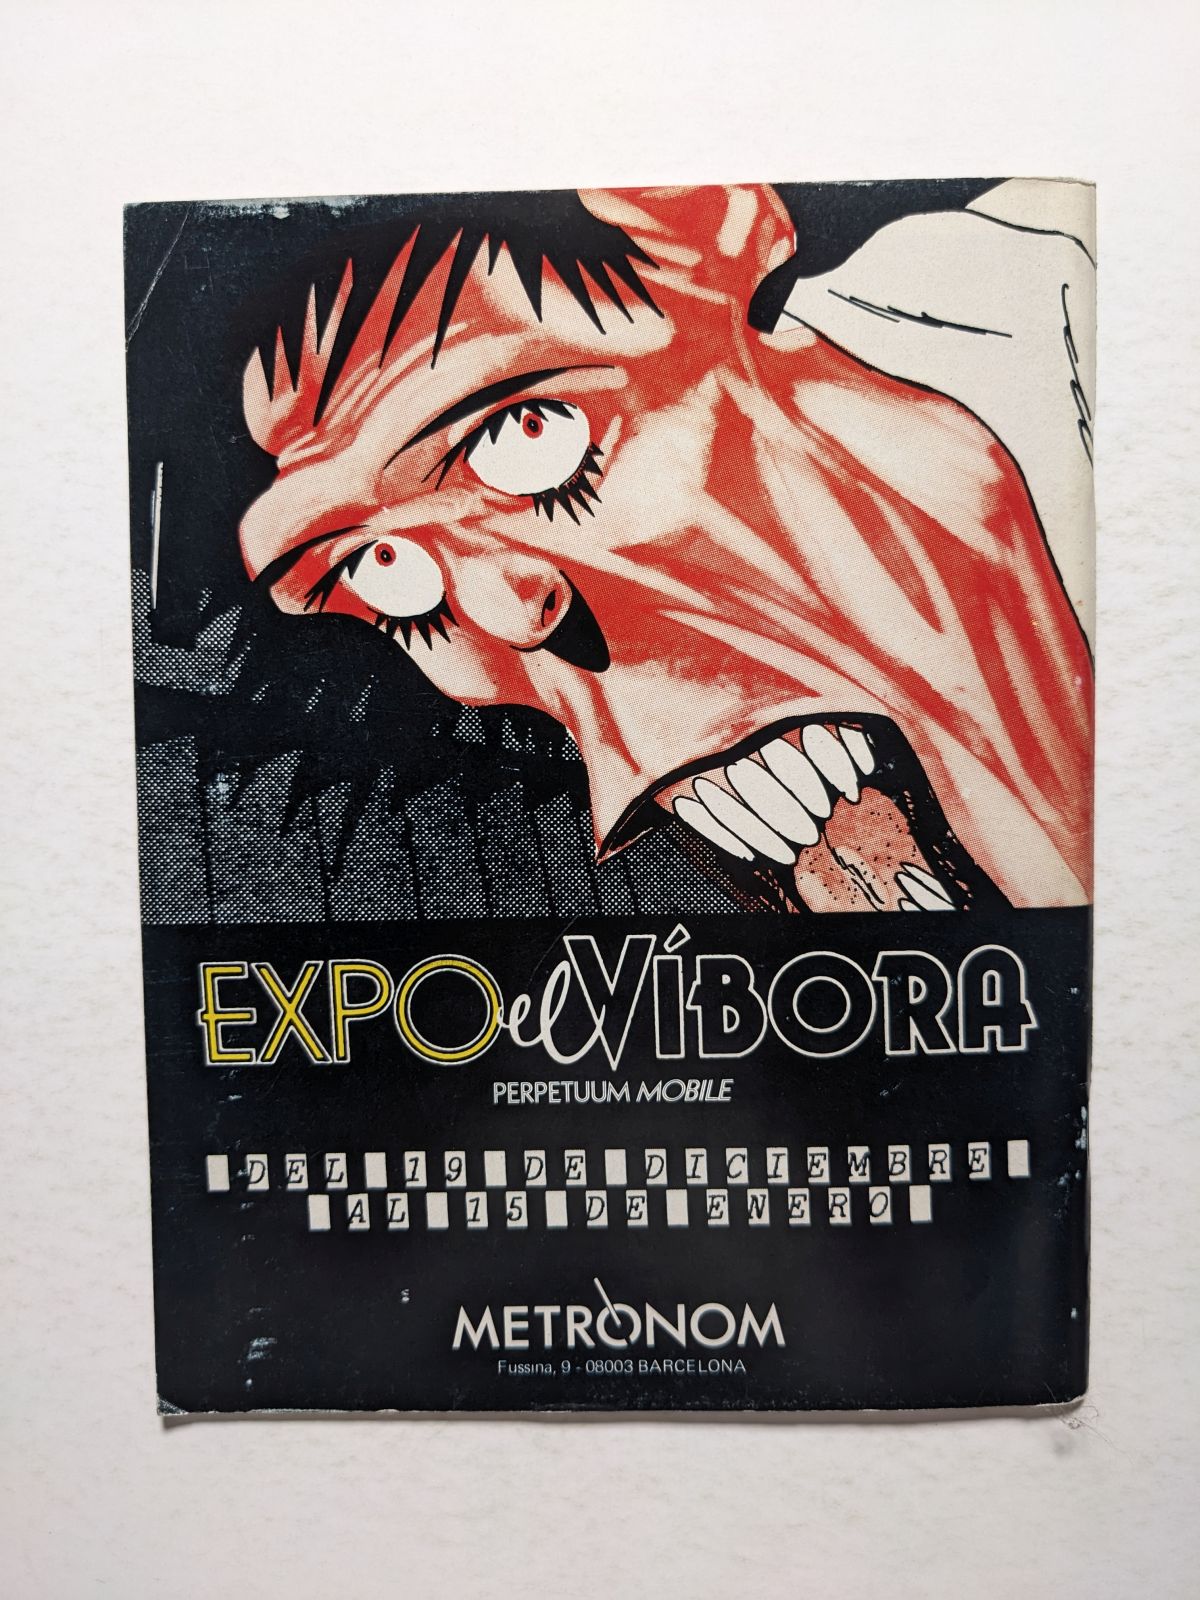 EXPO el VÍBORA
PERPETUUM MOBILE
DEL 19 DE DICIEMBRE
AL 15 DE ENERO
METRONOM
Fussina, 9 - 08003 BARCELONA